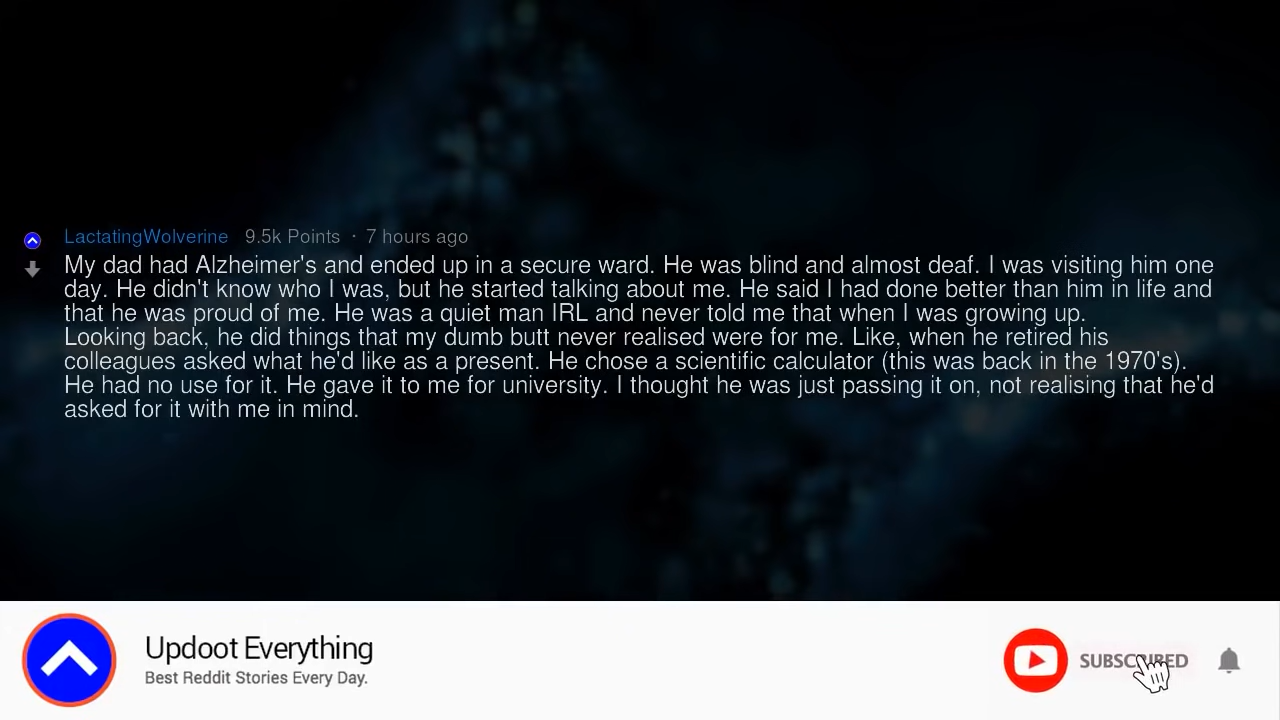 LactatingWolverine 9.5k Points · 7 hours ago
My dad had Alzheimer's and ended up in a secure ward. He was blind and almost deaf. I was visiting him one
day. He didn't know who I was, but he started talking about me. He said I had done better than him in life and
that he was proud of me. He was a quiet man IRL and never told me that when I was growing up.
Looking back, he did things that my dumb butt never realised were for me. Like, when he retired his
colleagues asked what he'd like as a present. He chose a scientific calculator (this was back in the 1970's).
He had no use for it. He gave it to me for university. I thought he was just passing it on, not realising that he'd
asked for it with me in mind.
Updoot Everything
Best Reddit Stories Every Day.
SUBSCRIBED